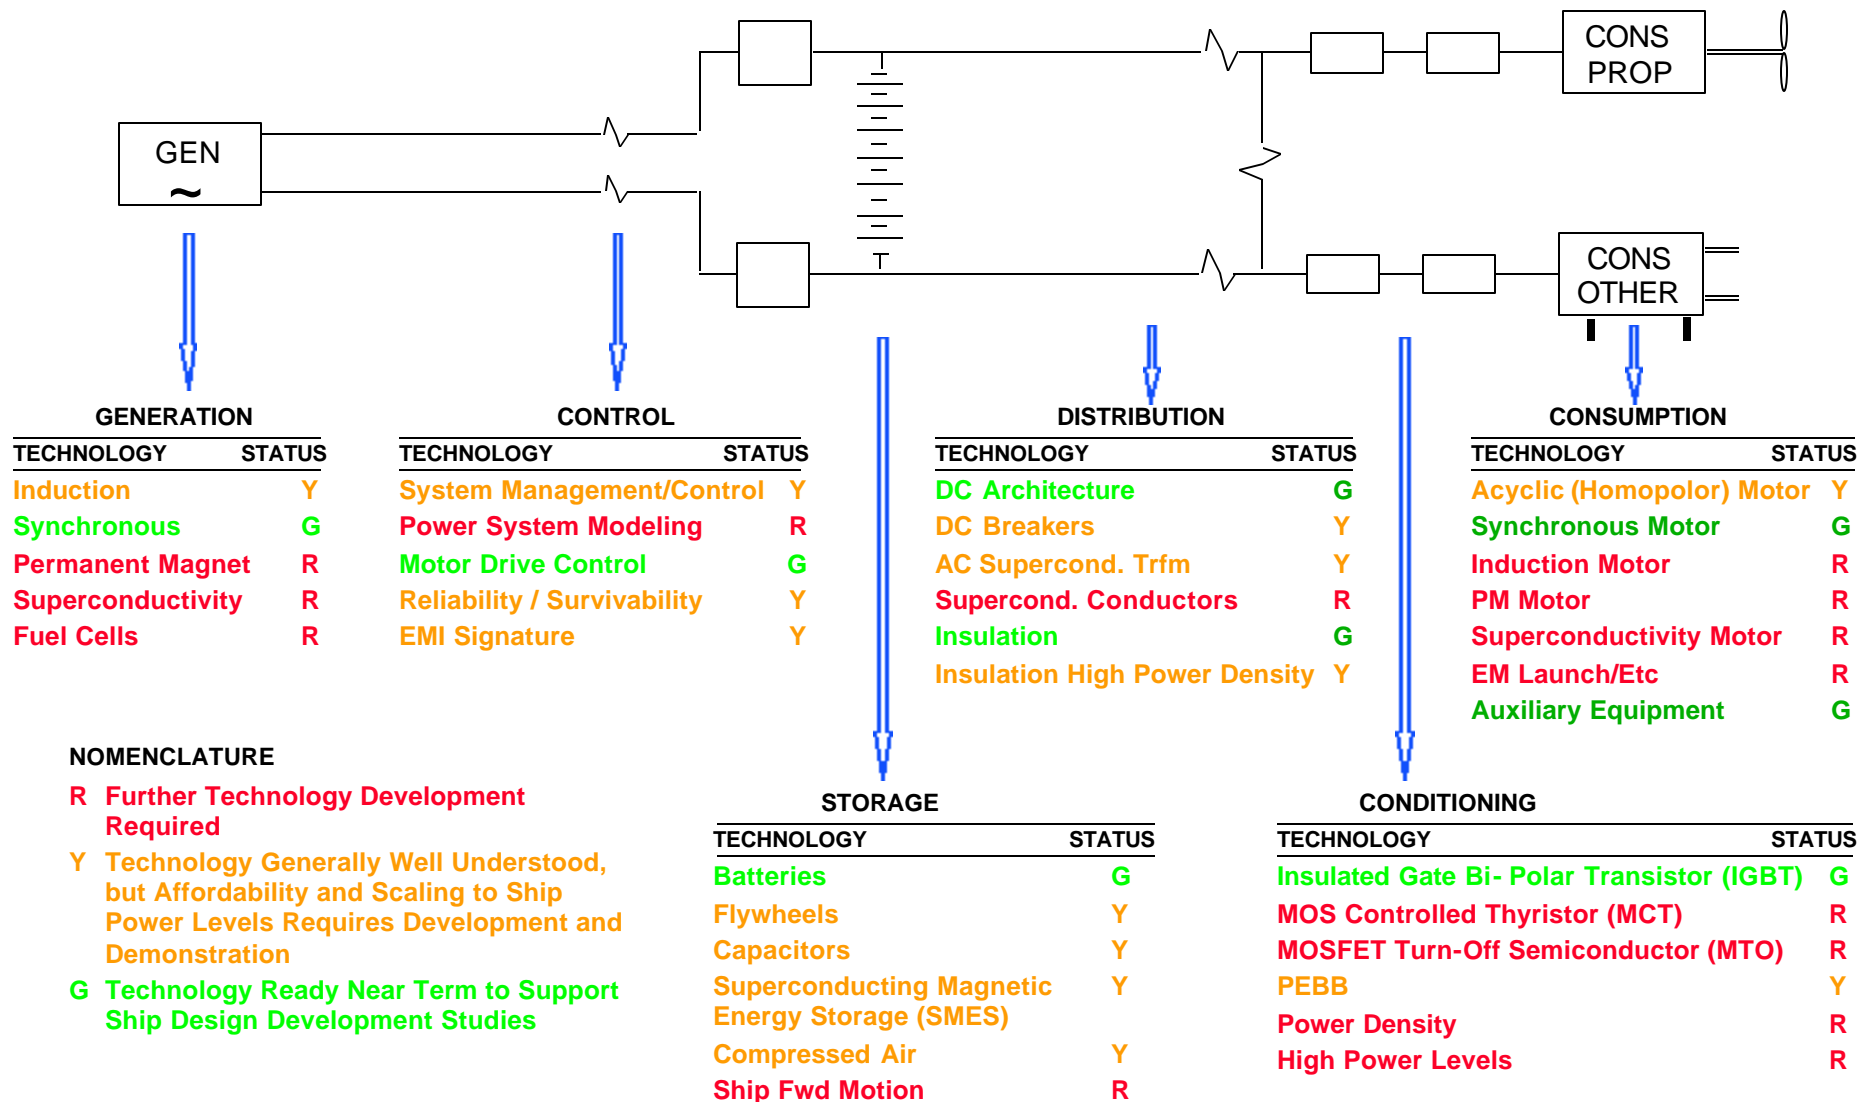 CONS
PROP
GEN
~
CONS
OTHER
GENERATION
TECHNOLOGY STATUS
Induction Y
Synchronous G
Permanent Magnet R
Superconductivity R
Fuel Cells R
CONTROL
TECHNOLOGY STATUS
System Management/Control Y
Power System Modeling R
Motor Drive Control G
Reliability / Survivability Y
EMI Signature Y
DISTRIBUTION
TECHNOLOGY STATUS
DC Architecture G
DC Breakers Y
AC Supercond. Trfm Y
Supercond. Conductors R
Insulation G
Insulation High Power Density Y
CONSUMPTION
TECHNOLOGY STATUS
Acyclic (Homopolor) Motor Y
Synchronous Motor G
Induction Motor R
PM Motor R
Superconductivity Motor R
EM Launch/Etc R
Auxiliary Equipment G
NOMENCLATURE
R Further Technology Development
Required
Y Technology Generally Well Understood,
but Affordability and Scaling to Ship
Power Levels Requires Development and
Demonstration
G Technology Ready Near Term to Support
Ship Design Development Studies
STORAGE
TECHNOLOGY STATUS
Batteries G
Flywheels Y
Capacitors Y
Superconducting Magnetic Y
Energy Storage (SMES)
Compressed Air Y
Ship Fwd Motion R
CONDITIONING
TECHNOLOGY STATUS
Insulated Gate Bi- Polar Transistor (IGBT) G
MOS Controlled Thyristor (MCT) R
MOSFET Turn-Off Semiconductor (MTO) R
PEBB Y
Power Density R
High Power Levels R